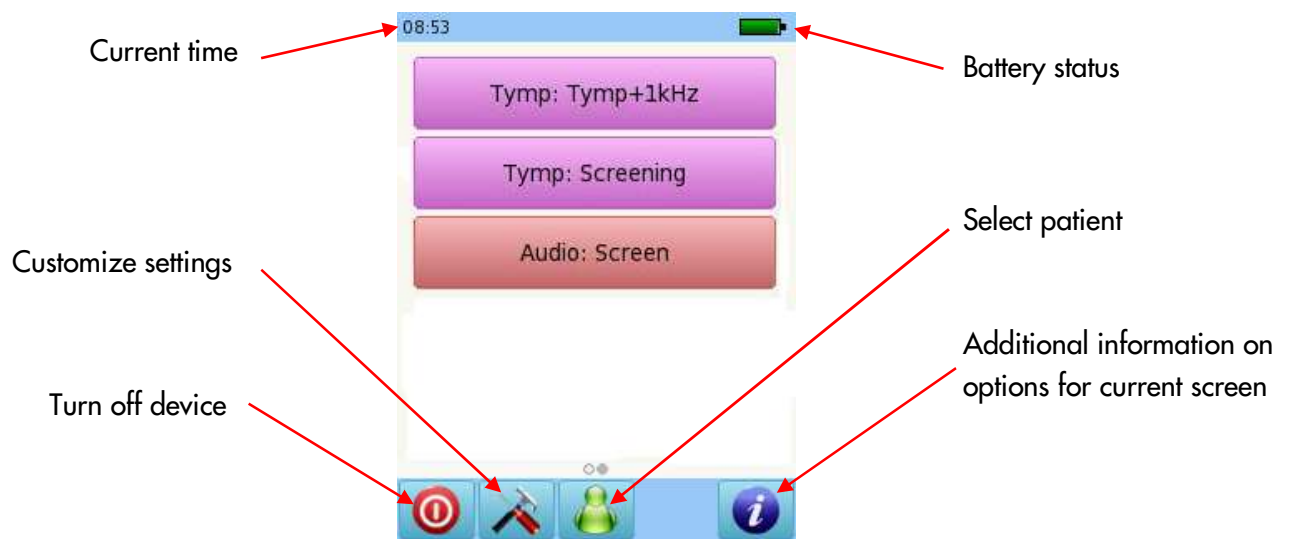 Current time
08:53
Battery status
Tymp: Tymp+1kHz
Tymp: Screening
Select patient
Audio: Screen
Customize settings
Additional information on
options for current screen
Turn off device
i